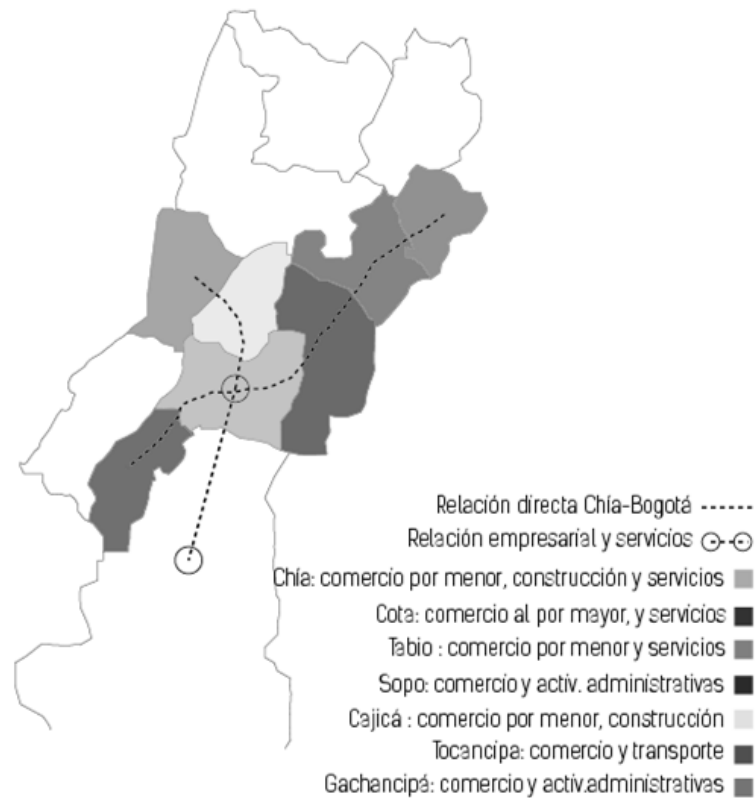 Relación directa Chía-Bogotá
Relación empresarial y servicios
Chía: comercio por menor, construcción y servicios
Cota: comercio al por mayor, y servicios
Tabio : comercio por menor y servicios
Sopo: comercio y activ. administrativas
Cajicá : comercio por menor, construcción
Tocancipa: comercio y transporte
Gachancipá: comercio y activ.administrativas